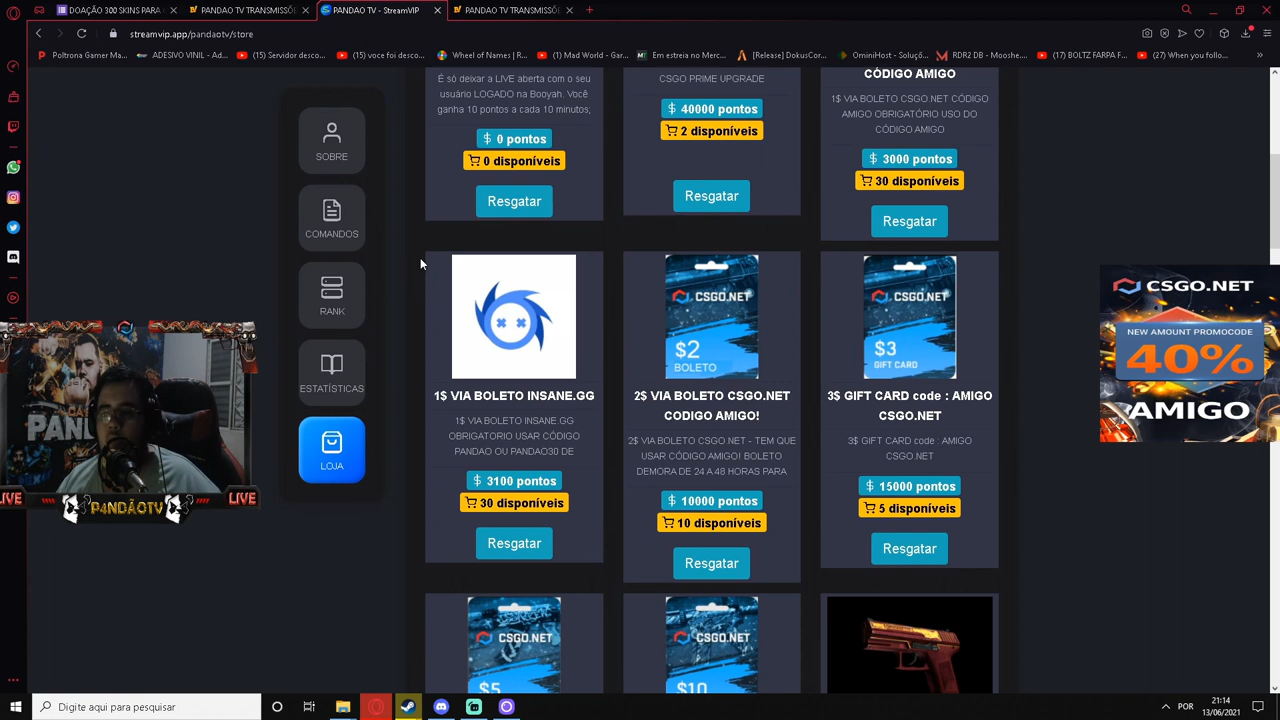 DOAÇÃO 300 SKINS PARA
PANDAO TV TRANSMISSÕE
PANDAO TV - StreamVIP
PANDAO TV TRANSMISSÕE
streamvip.app/pandaotv/store
Poltrona Gamer Ma...
ADESIVO VINIL - Ad...
(15) Servidor desco...
(15) voce foi desco...
Wheel of Names | R...
(1) Mad World - Gar...
Em estreia no Merc...
[Release] DokusCor...
OminiHost - Soluçõ...
RDR2 DB - Mooshe...
(17) BOLTZ FARPA F...
(27) When you follo...
SOBRE
COMANDOS
RANK
ESTATÍSTICAS
LOJA
É só deixar a LIVE aberta com o seu
usuário LOGADO na Booyah. Você
ganha 10 pontos a cada 10 minutos;
0 pontos
0 disponíveis
Resgatar
CSGO PRIME UPGRADE
40000 pontos
2 disponíveis
Resgatar
CÓDIGO AMIGO
1$ VIA BOLETO CSGO.NET CÓDIGO
AMIGO OBRIGATÓRIO USO DO
CÓDIGO AMIGO
3000 pontos
30 disponíveis
Resgatar
1$ VIA BOLETO INSANE.GG
1$ VIA BOLETO INSANE.GG
OBRIGATORIO USAR CÓDIGO
PANDAO OU PANDAO30 DE
3100 pontos
30 disponíveis
Resgatar
CSGO.NET
$2
BOLETO
2$ VIA BOLETO CSGO.NET
CODIGO AMIGO!
2$ VIA BOLETO CSGO NET - TEM QUE
USAR CÓDIGO AMIGO! BOLETO
DEMORA DE 24 A 48 HORAS PARA
10000 pontos
10 disponíveis
Resgatar
CSGO.NET
$3
GIFT CARD
3$ GIFT CARD code : AMIGO
CSGO.NET
3$ GIFT CARD code : AMIGO
CSGO.NET
15000 pontos
5 disponíveis
Resgatar
CSGO.NET
$5
CSGO.NET
$10
CSGO.NET
NEW AMOUNT PROMOCODE
40%
AMIGO
LIVE
P4NDÃOTV
LIVE
Digite aqui para pesquisar
POR
21:14
13/06/2021